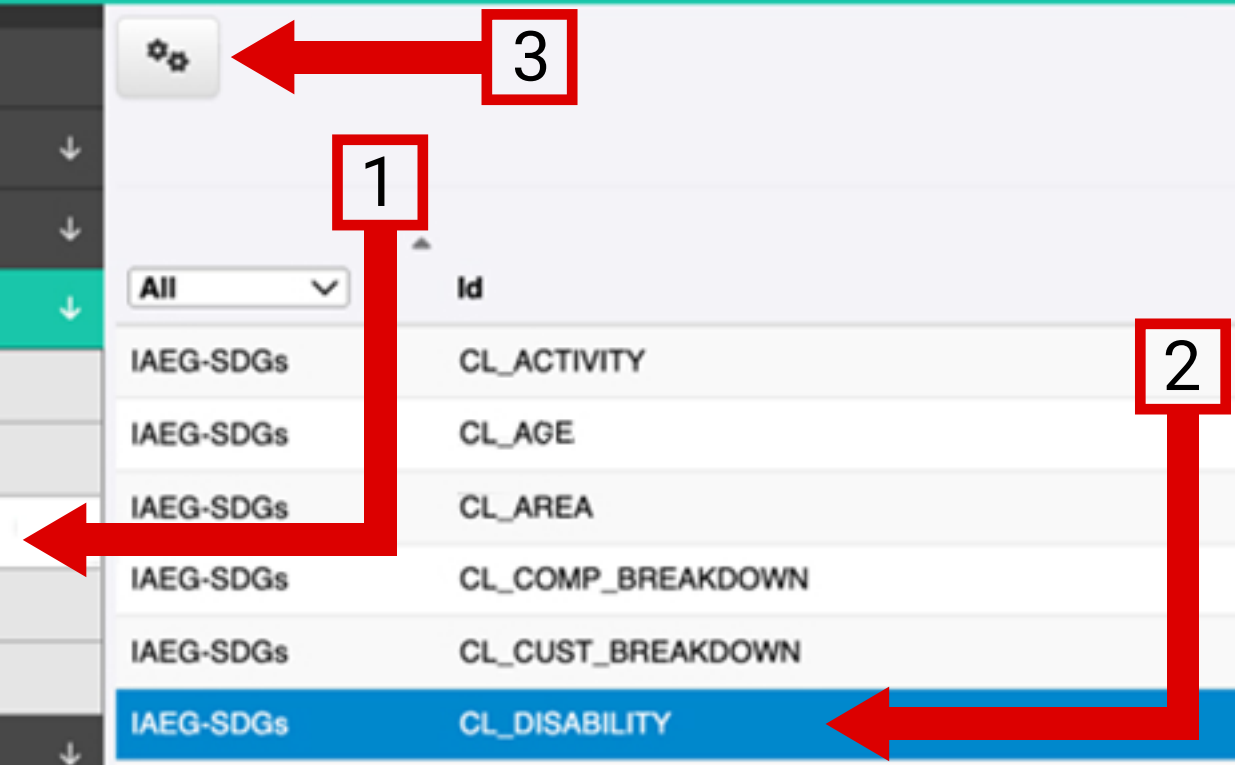 3
1
All Id
IAEG-SDGs CL_ACTIVITY
2
IAEG-SDGs CL_AGE
IAEG-SDGs CL_AREA
IAEG-SDGs CL_COMP_BREAKDOWN
IAEG-SDGs CL_CUST_BREAKDOWN
IAEG-SDGs CL_DISABILITY